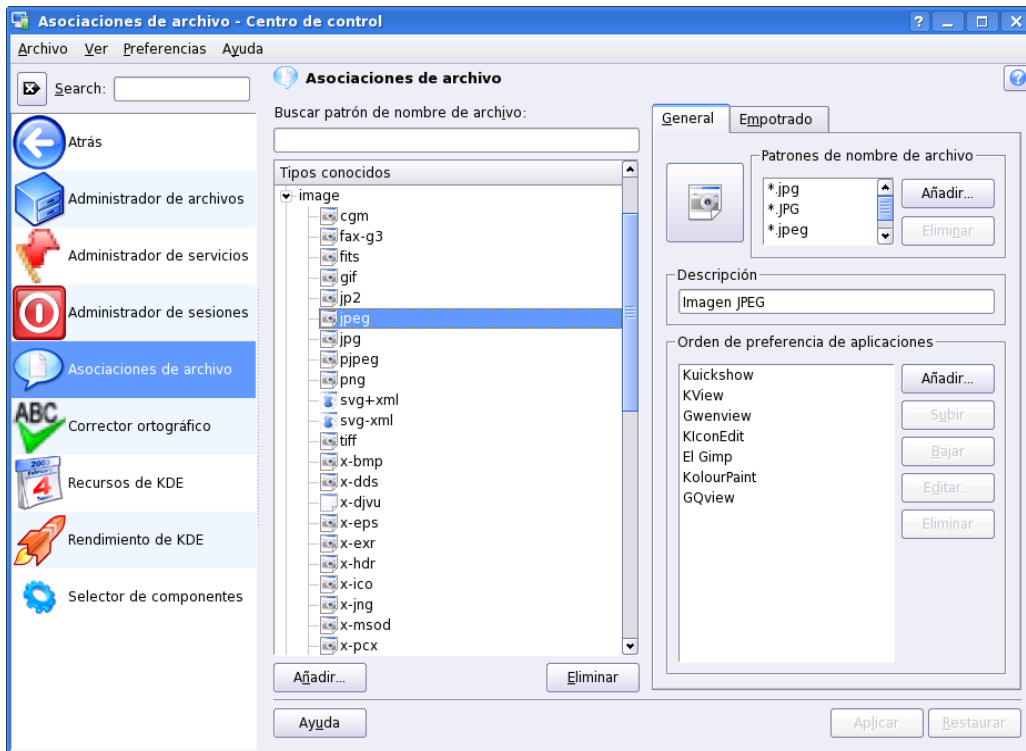 Asociaciones de archivo - Centro de control
Archivo Ver Preferencias Ayuda
Search:
Atrás
Administrador de archivos
Administrador de servicios
Administrador de sesiones
Asociaciones de archivo
ABC
Corrector ortográfico
2003
February
4
Recursos de KDE
Rendimiento de KDE
Selector de componentes
Asociaciones de archivo
Buscar patrón de nombre de archivo:
Tipos conocidos
image
cgm
fax-g3
fits
gif
jp2
jpeg
jpg
pjpeg
png
svg+xml
svg-xml
tiff
x-bmp
x-dds
x-djvu
x-eps
x-exr
x-hdr
x-ico
x-jng
x-msod
x-pcx
Añadir...
Eliminar
General
Empotrado
Patrones de nombre de archivo
*.jpg
*.JPG
*.jpeg
Añadir...
Eliminar
Descripción
Imagen JPEG
Orden de preferencia de aplicaciones
Kuickshow
KView
Gwenview
KIconEdit
El Gimp
KolourPaint
GQview
Añadir...
Subir
Bajar
Editar...
Eliminar
Ayuda
Aplicar
Restaurar